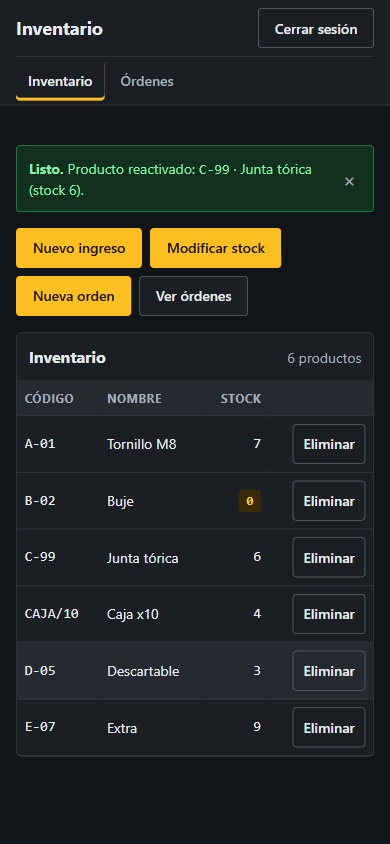 Inventario
Cerrar sesión
Inventario
Órdenes
Listo. Producto reactivado: C-99 · Junta tórica
(stock 6).
×
Nuevo ingreso
Modificar stock
Nueva orden
Ver órdenes
Inventario
6 productos
CÓDIGO NOMBRE STOCK
A-01 Tornillo M8 7 Eliminar
B-02 Buje 0 Eliminar
C-99 Junta tórica 6 Eliminar
CAJA/10 Caja x10 4 Eliminar
D-05 Descartable 3 Eliminar
E-07 Extra 9 Eliminar